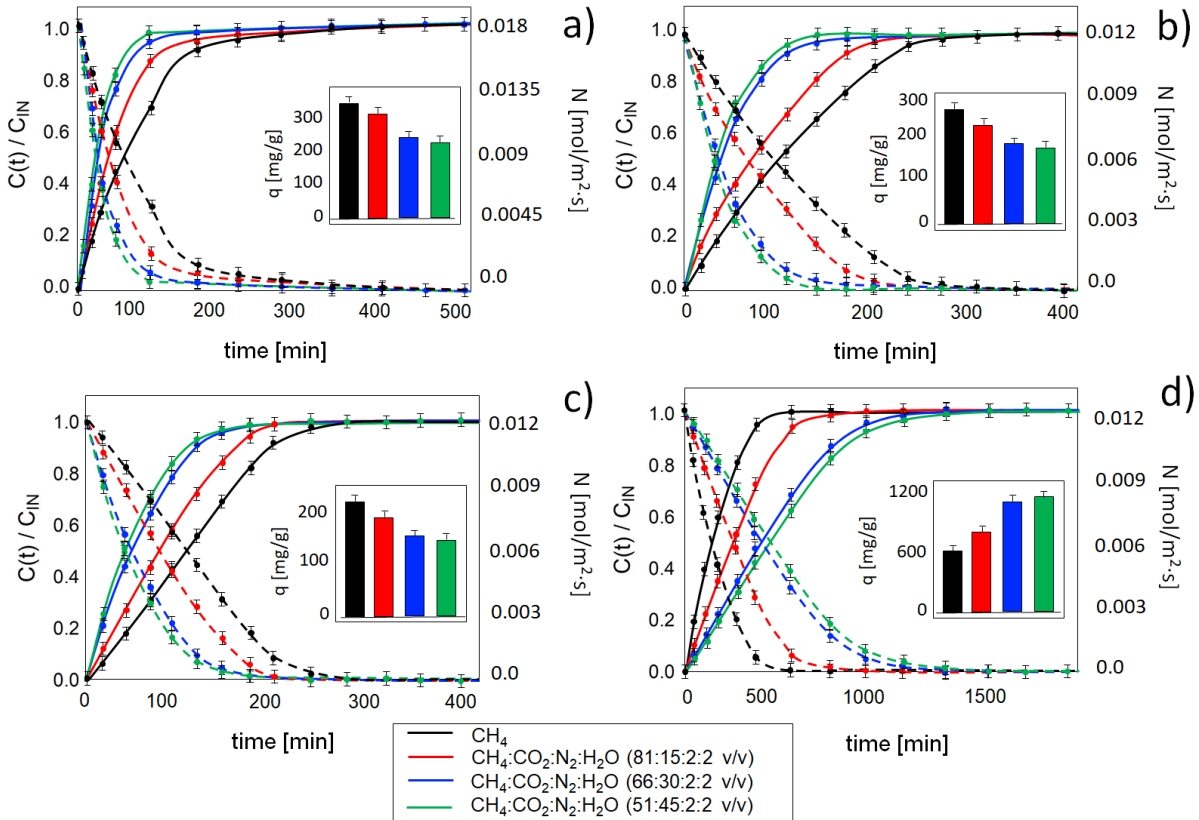 a)
C(t) / C_IN
1.0
0.8
0.6
0.4
0.2
0.0
0.018
0.0135
0.009
0.0045
0.0
N [mol/m²·s]
q [mg/g]
300
200
100
0
0 100 200 300 400 500
time [min]
b)
C(t) / C_IN
1.0
0.8
0.6
0.4
0.2
0.0
0.012
0.009
0.006
0.003
0.0
N [mol/m²·s]
q [mg/g]
300
200
100
0
0 100 200 300 400
time [min]
c)
C(t) / C_IN
1.0
0.8
0.6
0.4
0.2
0.0
0.012
0.009
0.006
0.003
0.0
N [mol/m²·s]
q [mg/g]
200
100
0
0 100 200 300 400
time [min]
d)
C(t) / C_IN
1.0
0.8
0.6
0.4
0.2
0.0
0.012
0.009
0.006
0.003
0.0
N [mol/m²·s]
q [mg/g]
1200
600
0
0 500 1000 1500
time [min]
CH₄
CH₄:CO₂:N₂:H₂O (81:15:2:2 v/v)
CH₄:CO₂:N₂:H₂O (66:30:2:2 v/v)
CH₄:CO₂:N₂:H₂O (51:45:2:2 v/v)